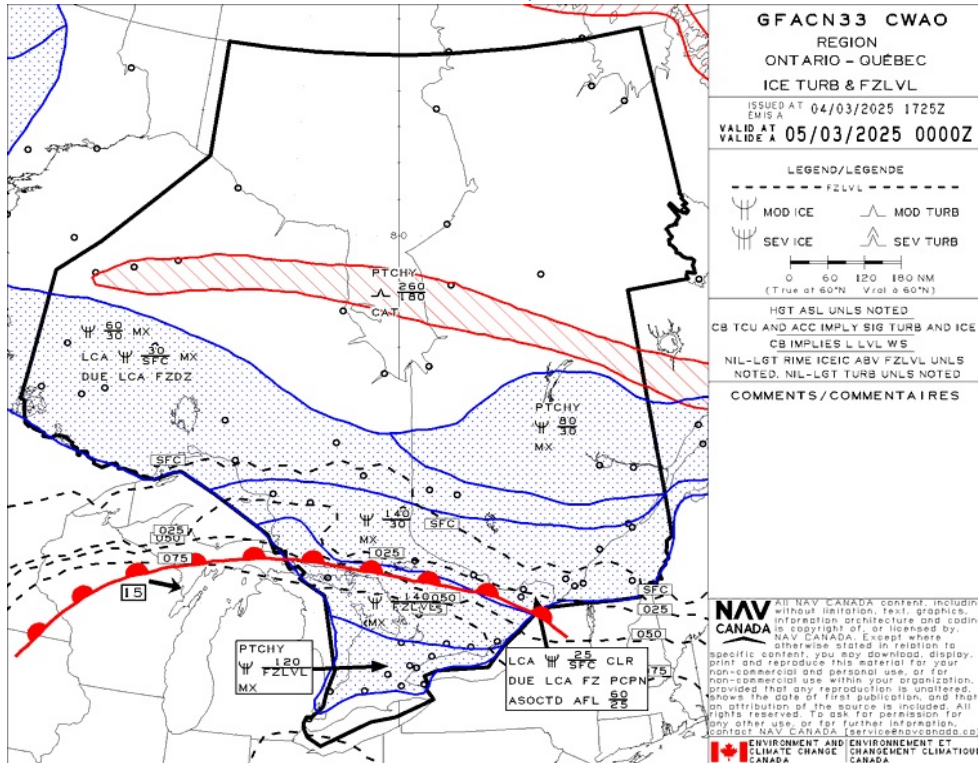 GFACN33 CWAO
REGION
ONTARIO - QUÉBEC
ICE TURB & FZLVL
ISSUED AT
ÉMIS A
04/03/2025 1725Z
VALID AT
VALIDE A
05/03/2025 0000Z
LEGEND/LÉGENDE
FZLVL
MOD ICE
MOD TURB
SEV ICE
SEV TURB
0 60 120 180 NM
(True at 60°N Vrai à 60°N)
HGT ASL UNLS NOTED
CB TCU AND ACC IMPLY SIG TURB AND ICE
CB IMPLIES L LVL WS
NIL-LGT RIME ICEIC ABV FZLVL UNLS
NOTED. NIL-LGT TURB UNLS NOTED
COMMENTS/COMMENTAIRES
80
PTCHY
260
180
CAT
60
30
MX
LCA
30
SFC
MX
DUE LCA FZDZ
PTCHY
80
30
MX
SFC
140
30
MX
SFC
025
050
075
025
15
140
FZLVL
MX
050
SFC
025
050
075
PTCHY
120
FZLVL
MX
LCA
25
SFC
CLR
DUE LCA FZ PCPN
ASOCTD AFL
60
25
NAV
CANADA
All NAV CANADA content, including
without limitation, text, graphics,
information architecture and coding
is copyright of, or licensed by,
NAV CANADA. Except where
otherwise stated in relation to
specific content, you may download, display,
print and reproduce this material for your
non-commercial and personal use, or for
non-commercial use within your organization,
provided that any reproduction is unaltered,
shows the date of first publication, and that
an attribution of the source is included. All
rights reserved. To ask for permission for
any other use, or for further information,
contact NAV CANADA [service@navcanada.ca]
ENVIRONMENT AND
CLIMATE CHANGE
CANADA
ENVIRONNEMENT ET
CHANGEMENT CLIMATIQUE
CANADA